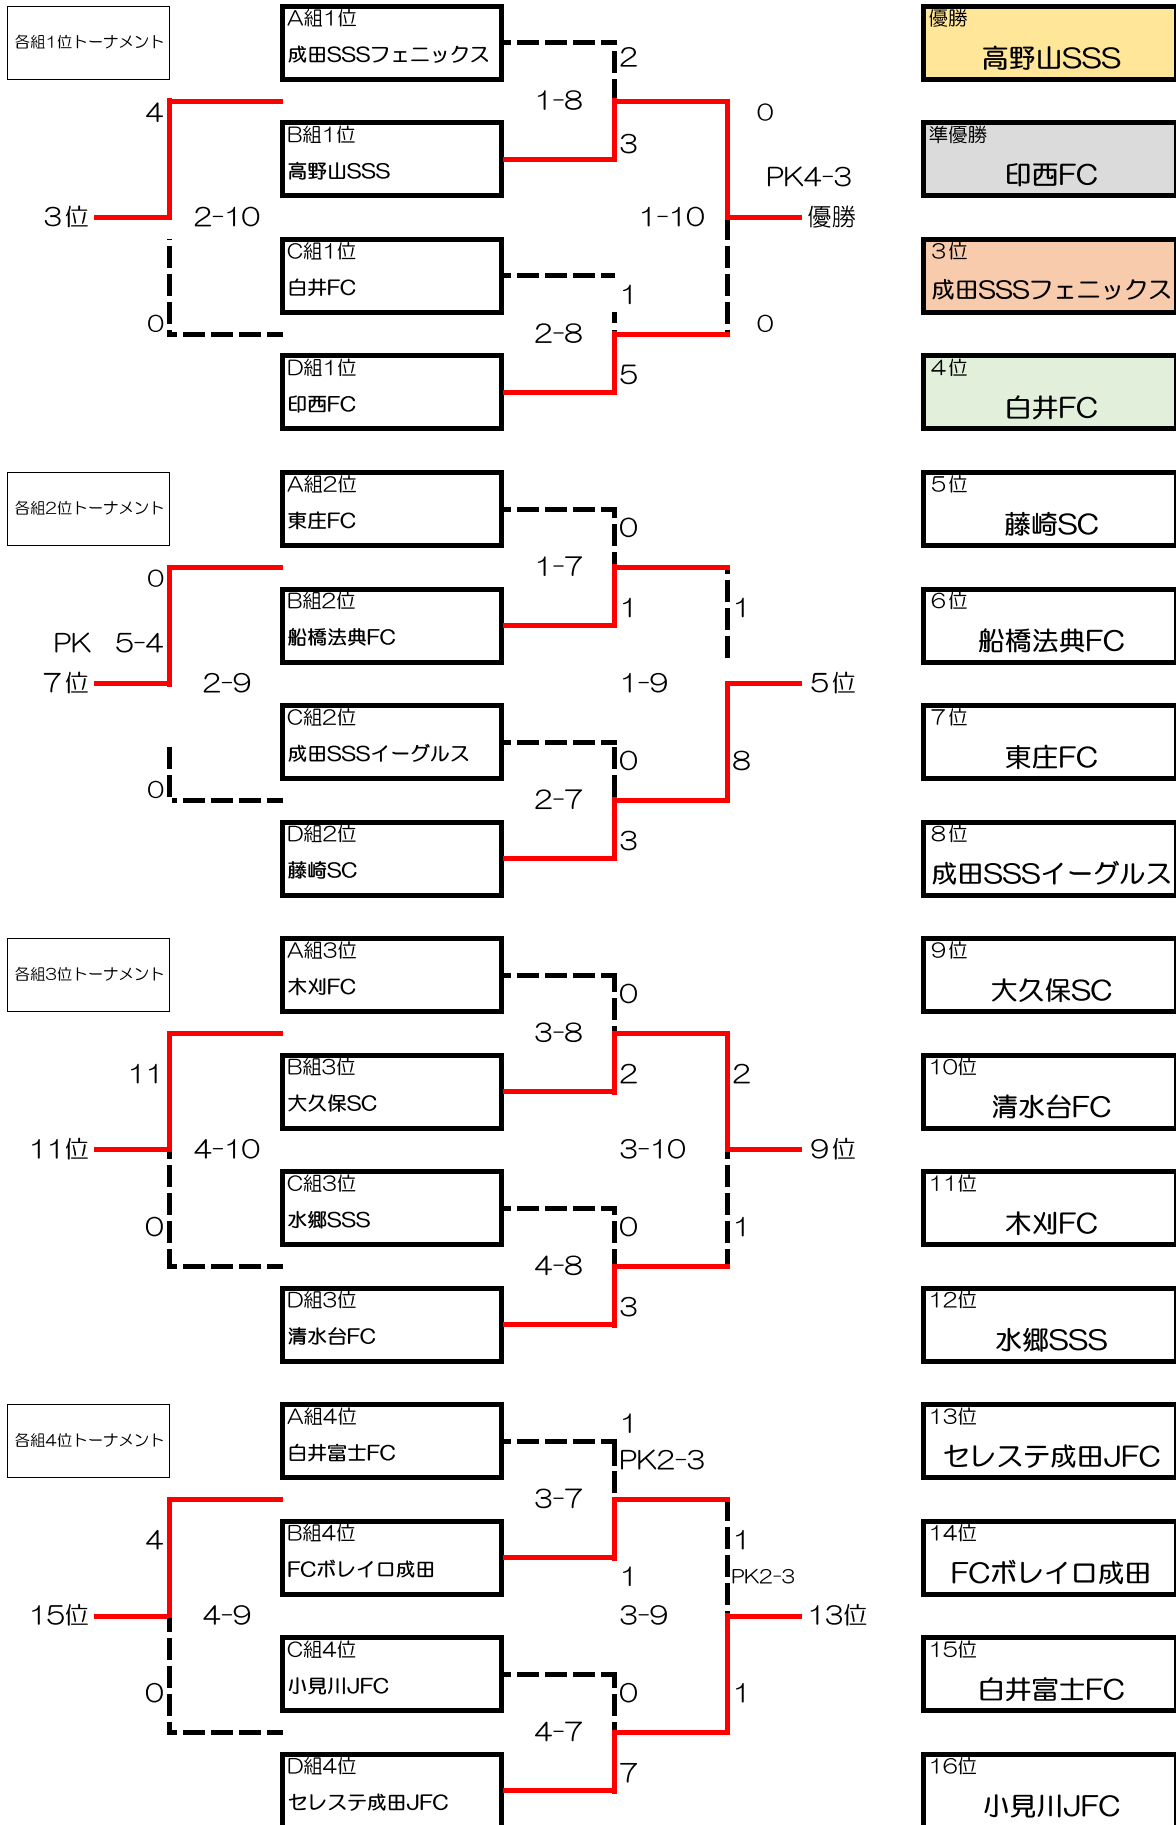 各組1位トーナメント
A組1位
成田SSSフェニックス
2
優勝
高野山SSS
4
1-8
0
B組1位
高野山SSS
3
準優勝
印西FC
PK4-3
3位
2-10
1-10
優勝
C組1位
白井FC
1
3位
成田SSSフェニックス
0
2-8
0
D組1位
印西FC
5
4位
白井FC
各組2位トーナメント
A組2位
東庄FC
0
5位
藤崎SC
0
1-7
B組2位
船橋法典FC
1
1
6位
船橋法典FC
PK 5-4
7位
2-9
1-9
5位
C組2位
成田SSSイーグルス
0
8
7位
東庄FC
0
2-7
D組2位
藤崎SC
3
8位
成田SSSイーグルス
各組3位トーナメント
A組3位
木刈FC
0
9位
大久保SC
3-8
11
B組3位
大久保SC
2
2
10位
清水台FC
11位
4-10
3-10
9位
C組3位
水郷SSS
0
0
1
11位
木刈FC
4-8
D組3位
清水台FC
3
12位
水郷SSS
各組4位トーナメント
A組4位
白井冨士FC
1
PK2-3
13位
セレステ成田JFC
3-7
4
B組4位
FCボレイロ成田
1
1
PK2-3
14位
FCボレイロ成田
15位
4-9
3-9
13位
C組4位
小見川JFC
0
0
1
15位
白井冨士FC
4-7
D組4位
セレステ成田JFC
7
16位
小見川JFC